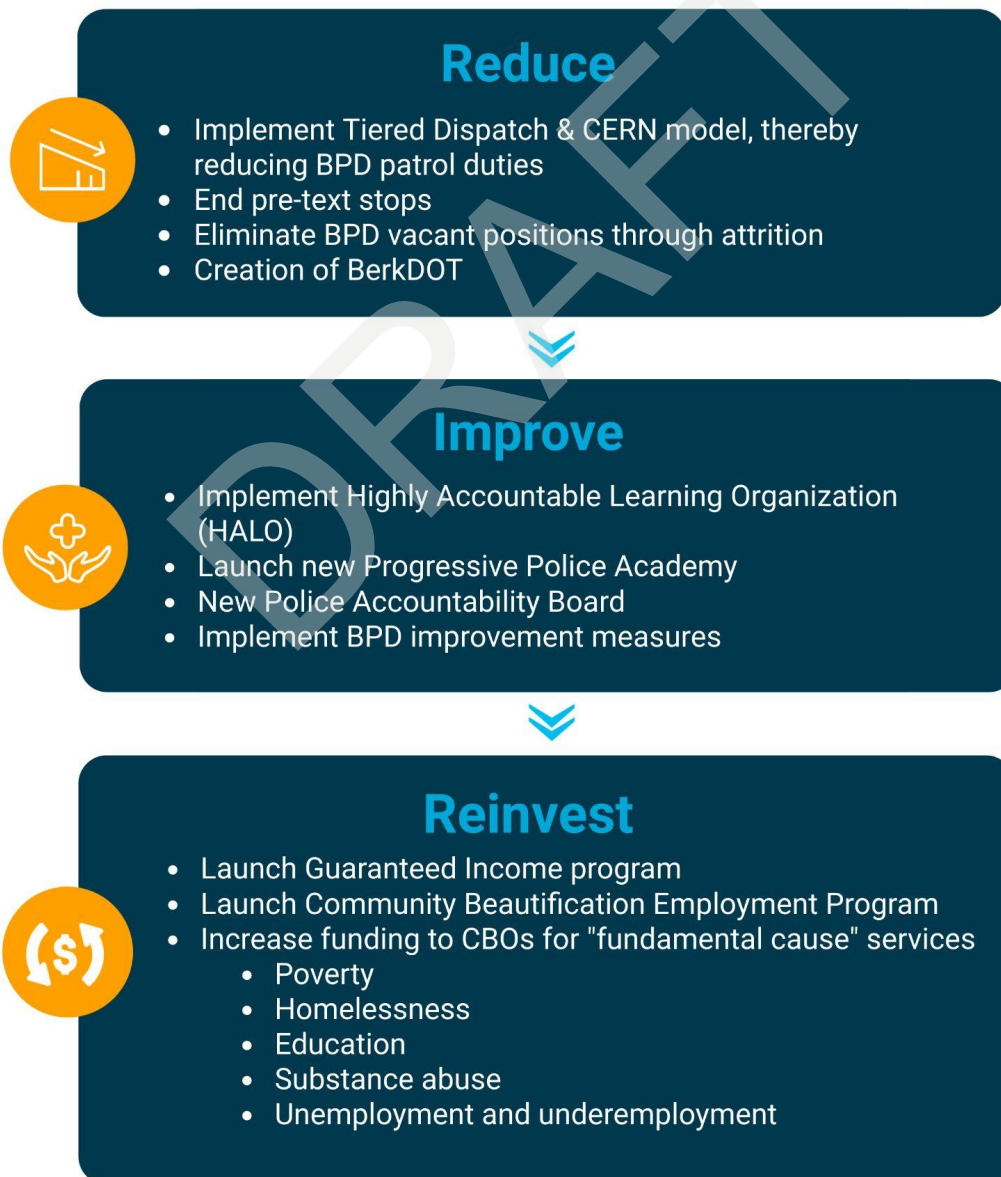 Reduce
• Implement Tiered Dispatch & CERN model, thereby
reducing BPD patrol duties
• End pre-text stops
• Eliminate BPD vacant positions through attrition
• Creation of BerkDOT
Improve
• Implement Highly Accountable Learning Organization
(HALO)
• Launch new Progressive Police Academy
• New Police Accountability Board
• Implement BPD improvement measures
Reinvest
• Launch Guaranteed Income program
• Launch Community Beautification Employment Program
• Increase funding to CBOs for "fundamental cause" services
• Poverty
• Homelessness
• Education
• Substance abuse
• Unemployment and underemployment
$
DRAFT